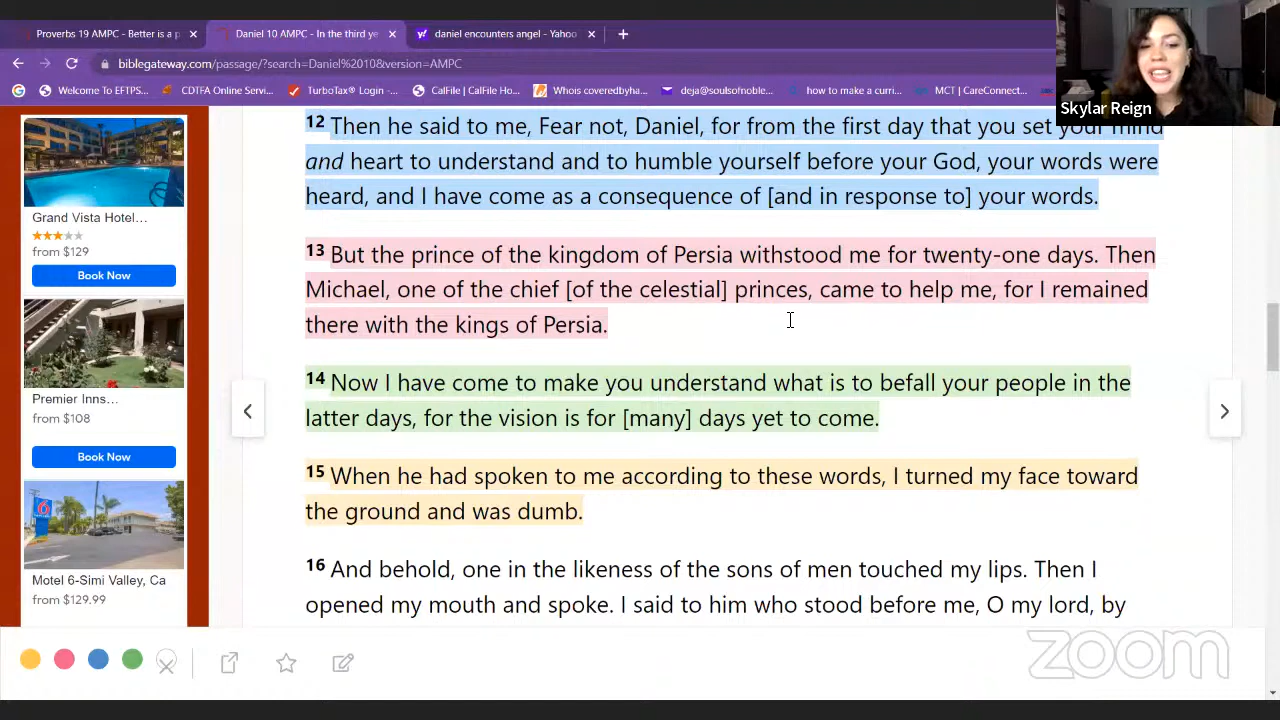 Proverbs 19 AMPC - Better is a p
Daniel 10 AMPC - In the third ye
daniel encounters angel - Yahoo
biblegateway.com/passage/?search=Daniel%2010&version=AMPC
Welcome To EFTPS...
CDTFA Online Servi...
TurboTax® Login -...
CalFile | CalFile Ho...
Whois coveredbyha...
deja@soulsofnoble...
how to make a curri...
MCT | CareConnect...
Skylar Reign
Grand Vista Hotel...
from $129
Book Now
Premier Inns...
from $108
Book Now
Motel 6-Simi Valley, Ca
from $129.99
12 Then he said to me, Fear not, Daniel, for from the first day that you set your mind
and heart to understand and to humble yourself before your God, your words were
heard, and I have come as a consequence of [and in response to] your words.
13 But the prince of the kingdom of Persia withstood me for twenty-one days. Then
Michael, one of the chief [of the celestial] princes, came to help me, for I remained
there with the kings of Persia.
14 Now I have come to make you understand what is to befall your people in the
latter days, for the vision is for [many] days yet to come.
15 When he had spoken to me according to these words, I turned my face toward
the ground and was dumb.
16 And behold, one in the likeness of the sons of men touched my lips. Then I
opened my mouth and spoke. I said to him who stood before me, O my lord, by
zoom